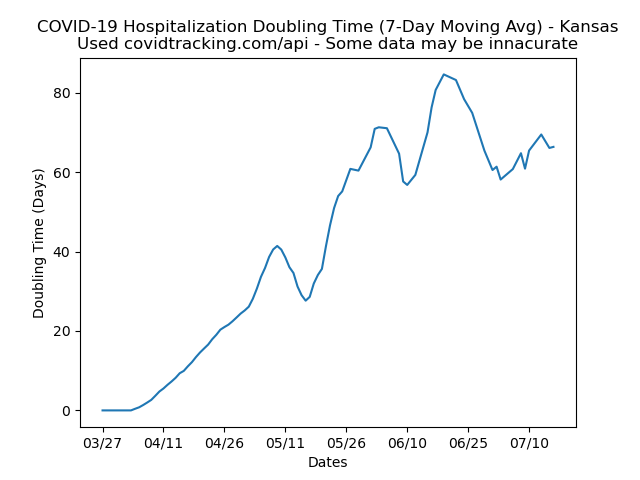 COVID-19 Hospitalization Doubling Time (7-Day Moving Avg) - Kansas
Used covidtracking.com/api - Some data may be innacurate
80
60
40
20
0
Doubling Time (Days)
03/27 04/11 04/26 05/11 05/26 06/10 06/25 07/10
Dates